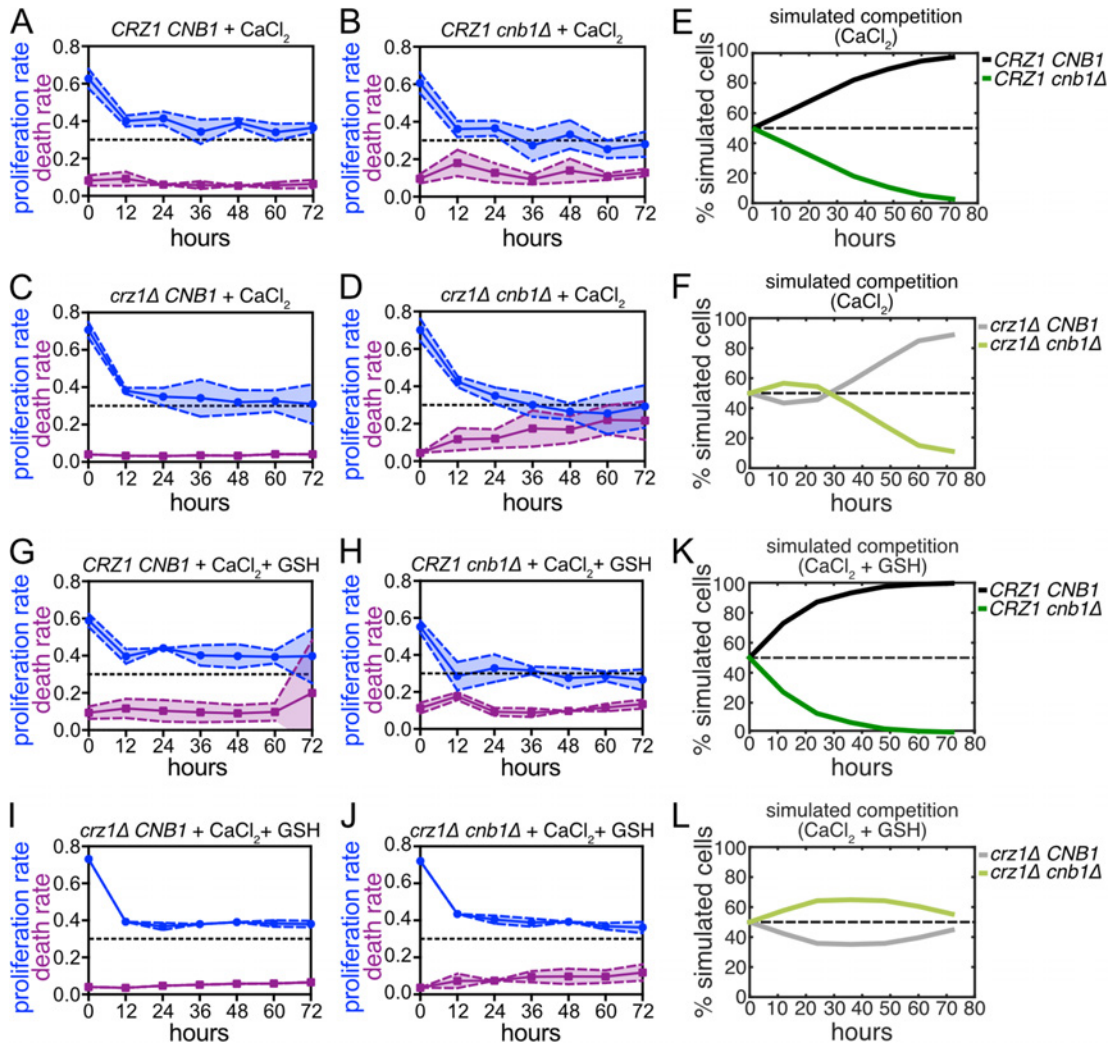 A
CRZ1 CNB1 + CaCl2
proliferation rate
death rate
0.8
0.6
0.4
0.2
0.0
0 12 24 36 48 60 72
hours
B
CRZ1 cnb1Δ + CaCl2
0.8
0.6
0.4
0.2
0.0
0 12 24 36 48 60 72
hours
E
simulated competition
(CaCl2)
% simulated cells
100
80
60
40
20
0
0 10 20 30 40 50 60 70 80
hours
CRZ1 CNB1
CRZ1 cnb1Δ
C
crz1Δ CNB1 + CaCl2
proliferation rate
death rate
0.8
0.6
0.4
0.2
0.0
0 12 24 36 48 60 72
hours
D
crz1Δ cnb1Δ + CaCl2
0.8
0.6
0.4
0.2
0.0
0 12 24 36 48 60 72
hours
F
simulated competition
(CaCl2)
% simulated cells
100
80
60
40
20
0
0 10 20 30 40 50 60 70 80
hours
crz1Δ CNB1
crz1Δ cnb1Δ
G
CRZ1 CNB1 + CaCl2+ GSH
proliferation rate
death rate
0.8
0.6
0.4
0.2
0.0
0 12 24 36 48 60 72
hours
H
CRZ1 cnb1Δ + CaCl2+ GSH
0.8
0.6
0.4
0.2
0.0
0 12 24 36 48 60 72
hours
K
simulated competition
(CaCl2 + GSH)
% simulated cells
100
80
60
40
20
0
0 10 20 30 40 50 60 70 80
hours
CRZ1 CNB1
CRZ1 cnb1Δ
I
crz1Δ CNB1 + CaCl2+ GSH
proliferation rate
death rate
0.8
0.6
0.4
0.2
0.0
0 12 24 36 48 60 72
hours
J
crz1Δ cnb1Δ + CaCl2+ GSH
0.8
0.6
0.4
0.2
0.0
0 12 24 36 48 60 72
hours
L
simulated competition
(CaCl2 + GSH)
% simulated cells
100
80
60
40
20
0
0 10 20 30 40 50 60 70 80
hours
crz1Δ CNB1
crz1Δ cnb1Δ